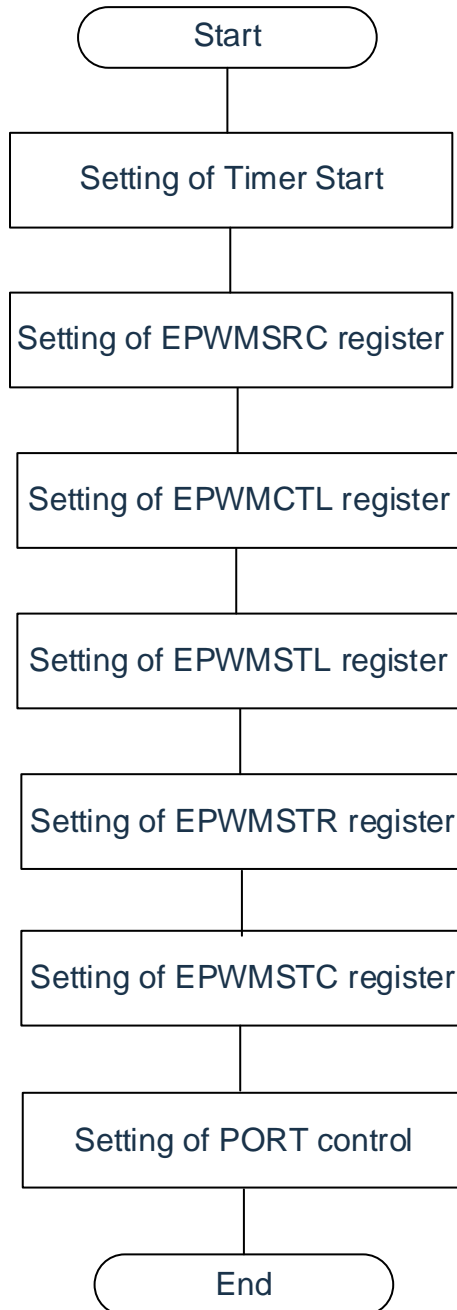 Start
Setting of Timer Start
Setting of EPWMSRC register
Setting of EPWMCTL register
Setting of EPWMSTL register
Setting of EPWMSTR register
Setting of EPWMSTC register
Setting of PORT control
End